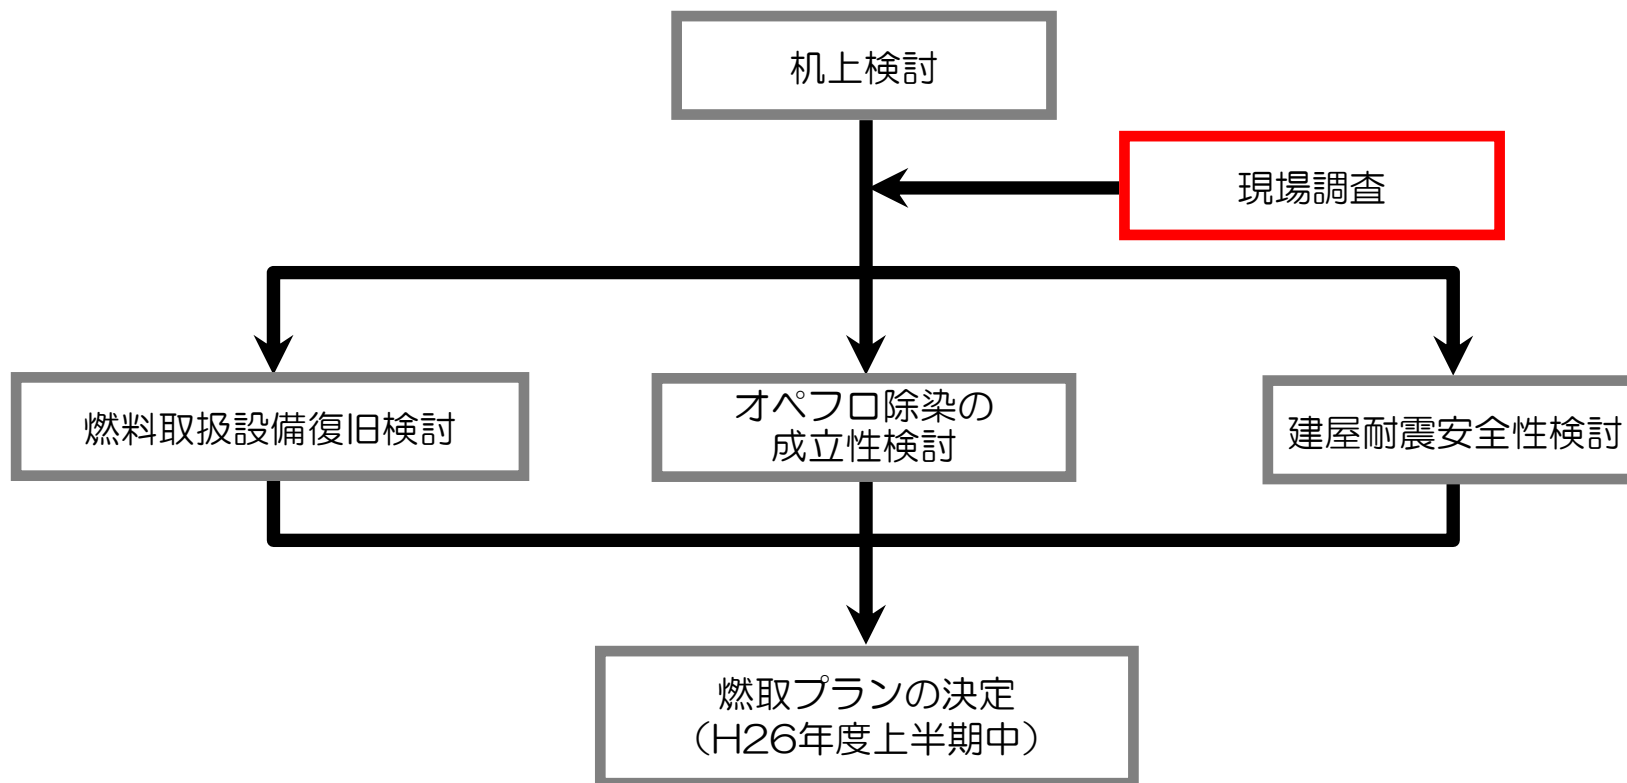 机上検討
現場調査
燃料取扱設備復旧検討
オペフロ除染の
成立性検討
建屋耐震安全性検討
燃取プランの決定
（H26年度上半期中）